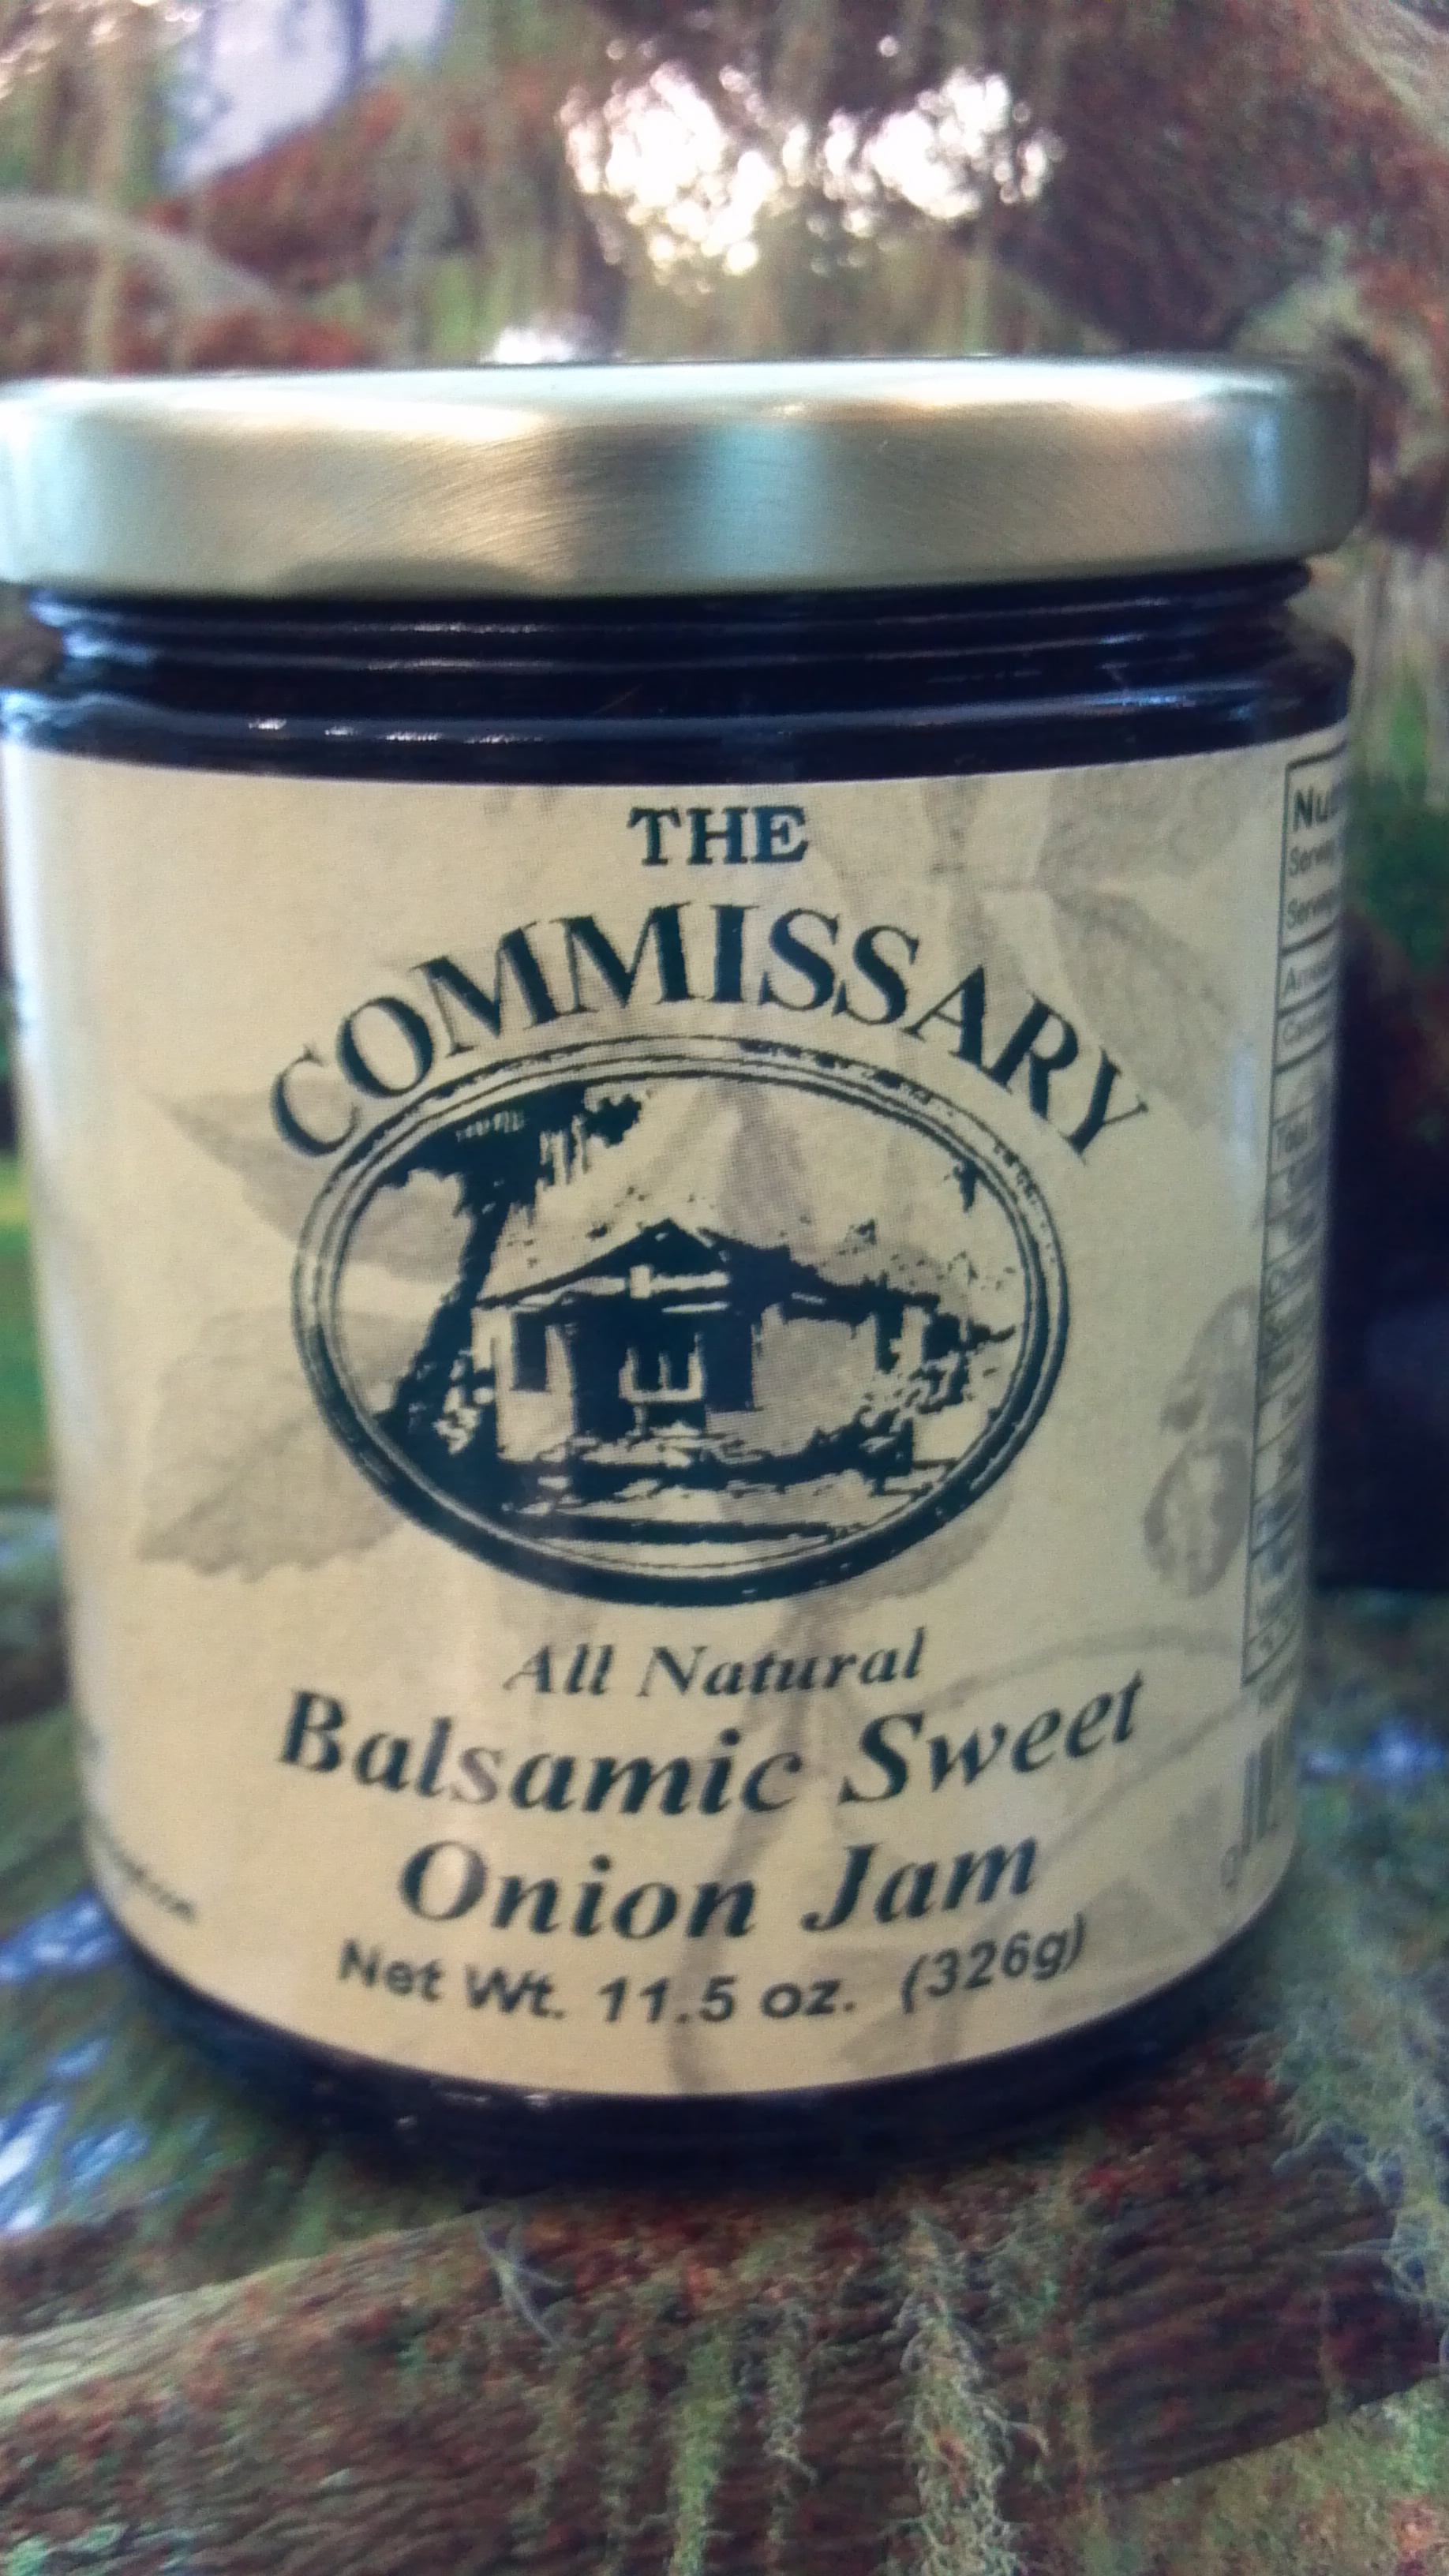 THE
COMMISSARY
All Natural
Balsamic Sweet
Onion Jam
Net Wt. 11.5 oz. (326g)